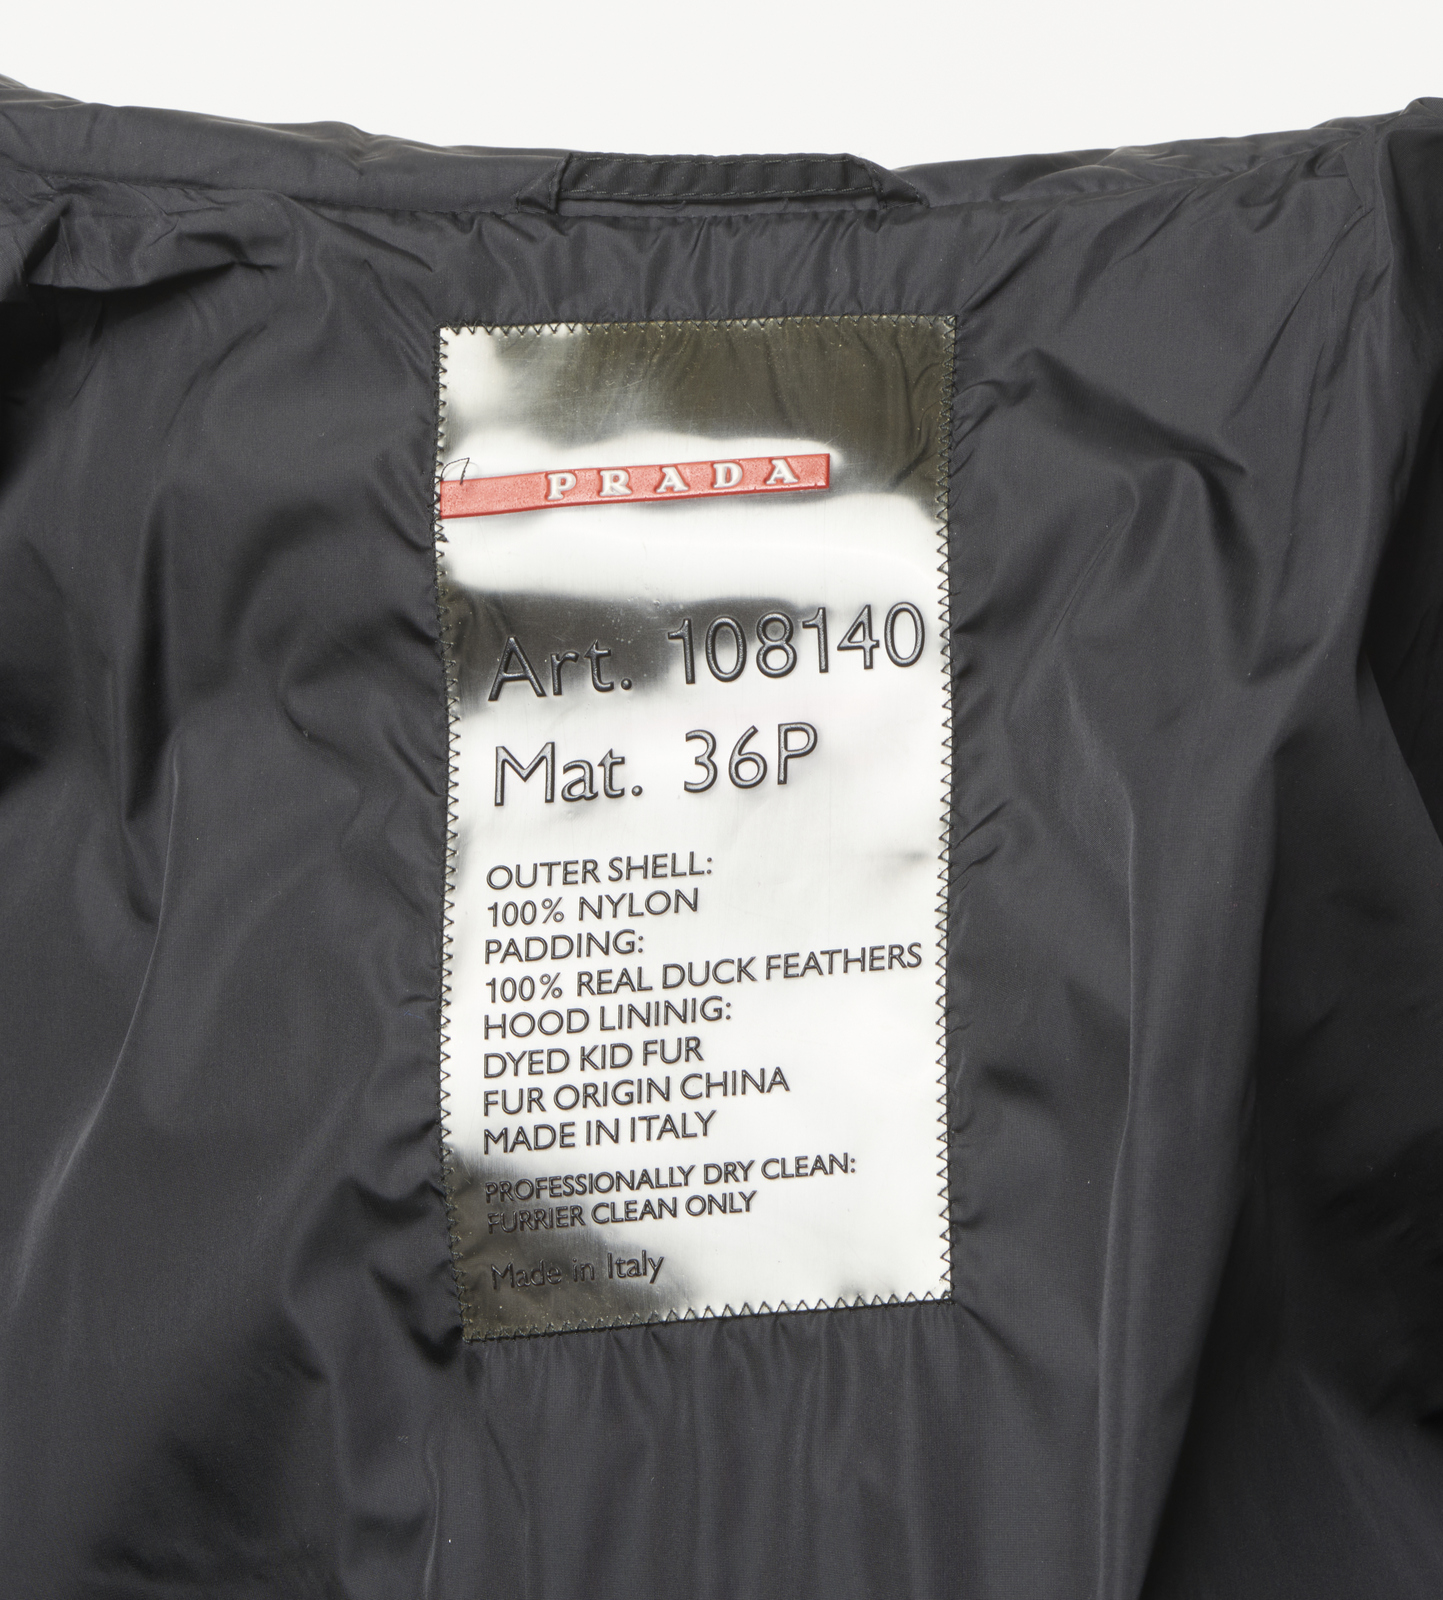 PRADA
Art. 108140
Mat. 36P
OUTER SHELL:
100% NYLON
PADDING:
100% REAL DUCK FEATHERS
HOOD LININIG:
DYED KID FUR
FUR ORIGIN CHINA
MADE IN ITALY
PROFESSIONALLY DRY CLEAN:
FURRIER CLEAN ONLY
Made in Italy